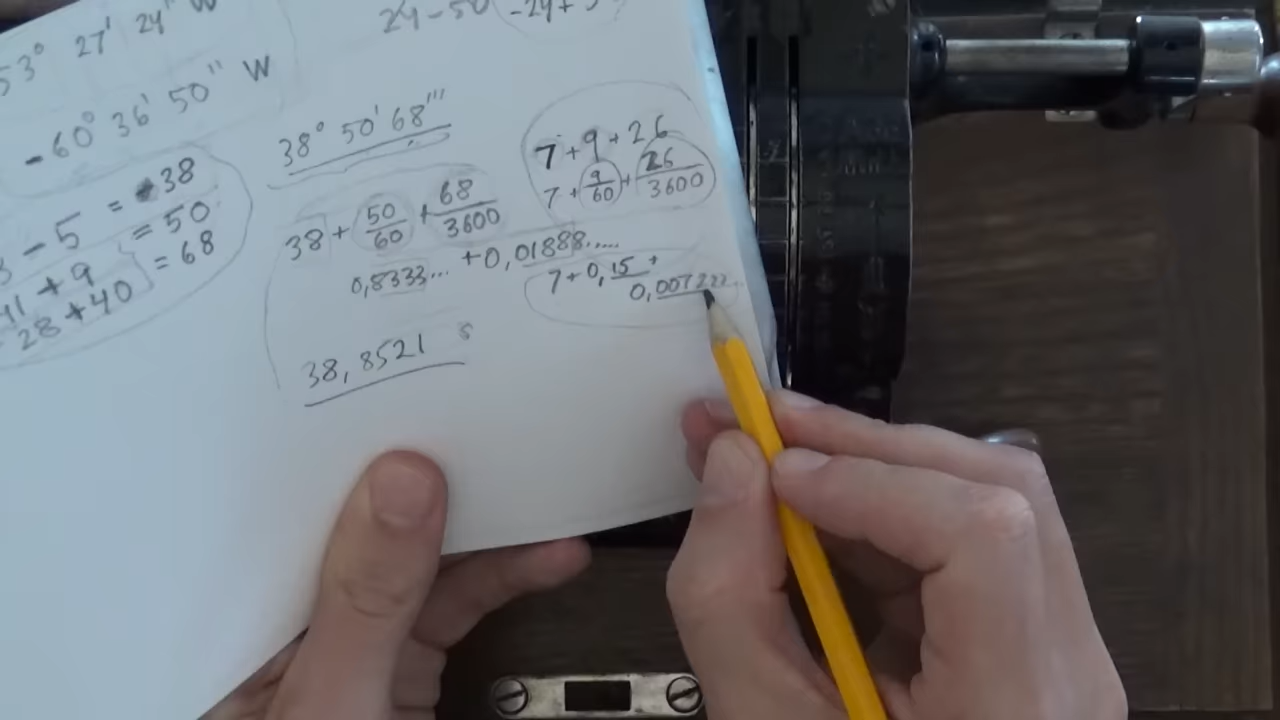 53° 27' 24" W
24-50
-60° 36' 50" W
38° 50' 68'''
7+9+26
7+9/60+26/3600
- 5 = 38
+ 9 = 50
28+40 = 68
38+50/60+68/3600
0,8333... +0,01888.....
7+0,15+
0,007222..
38,8521 S